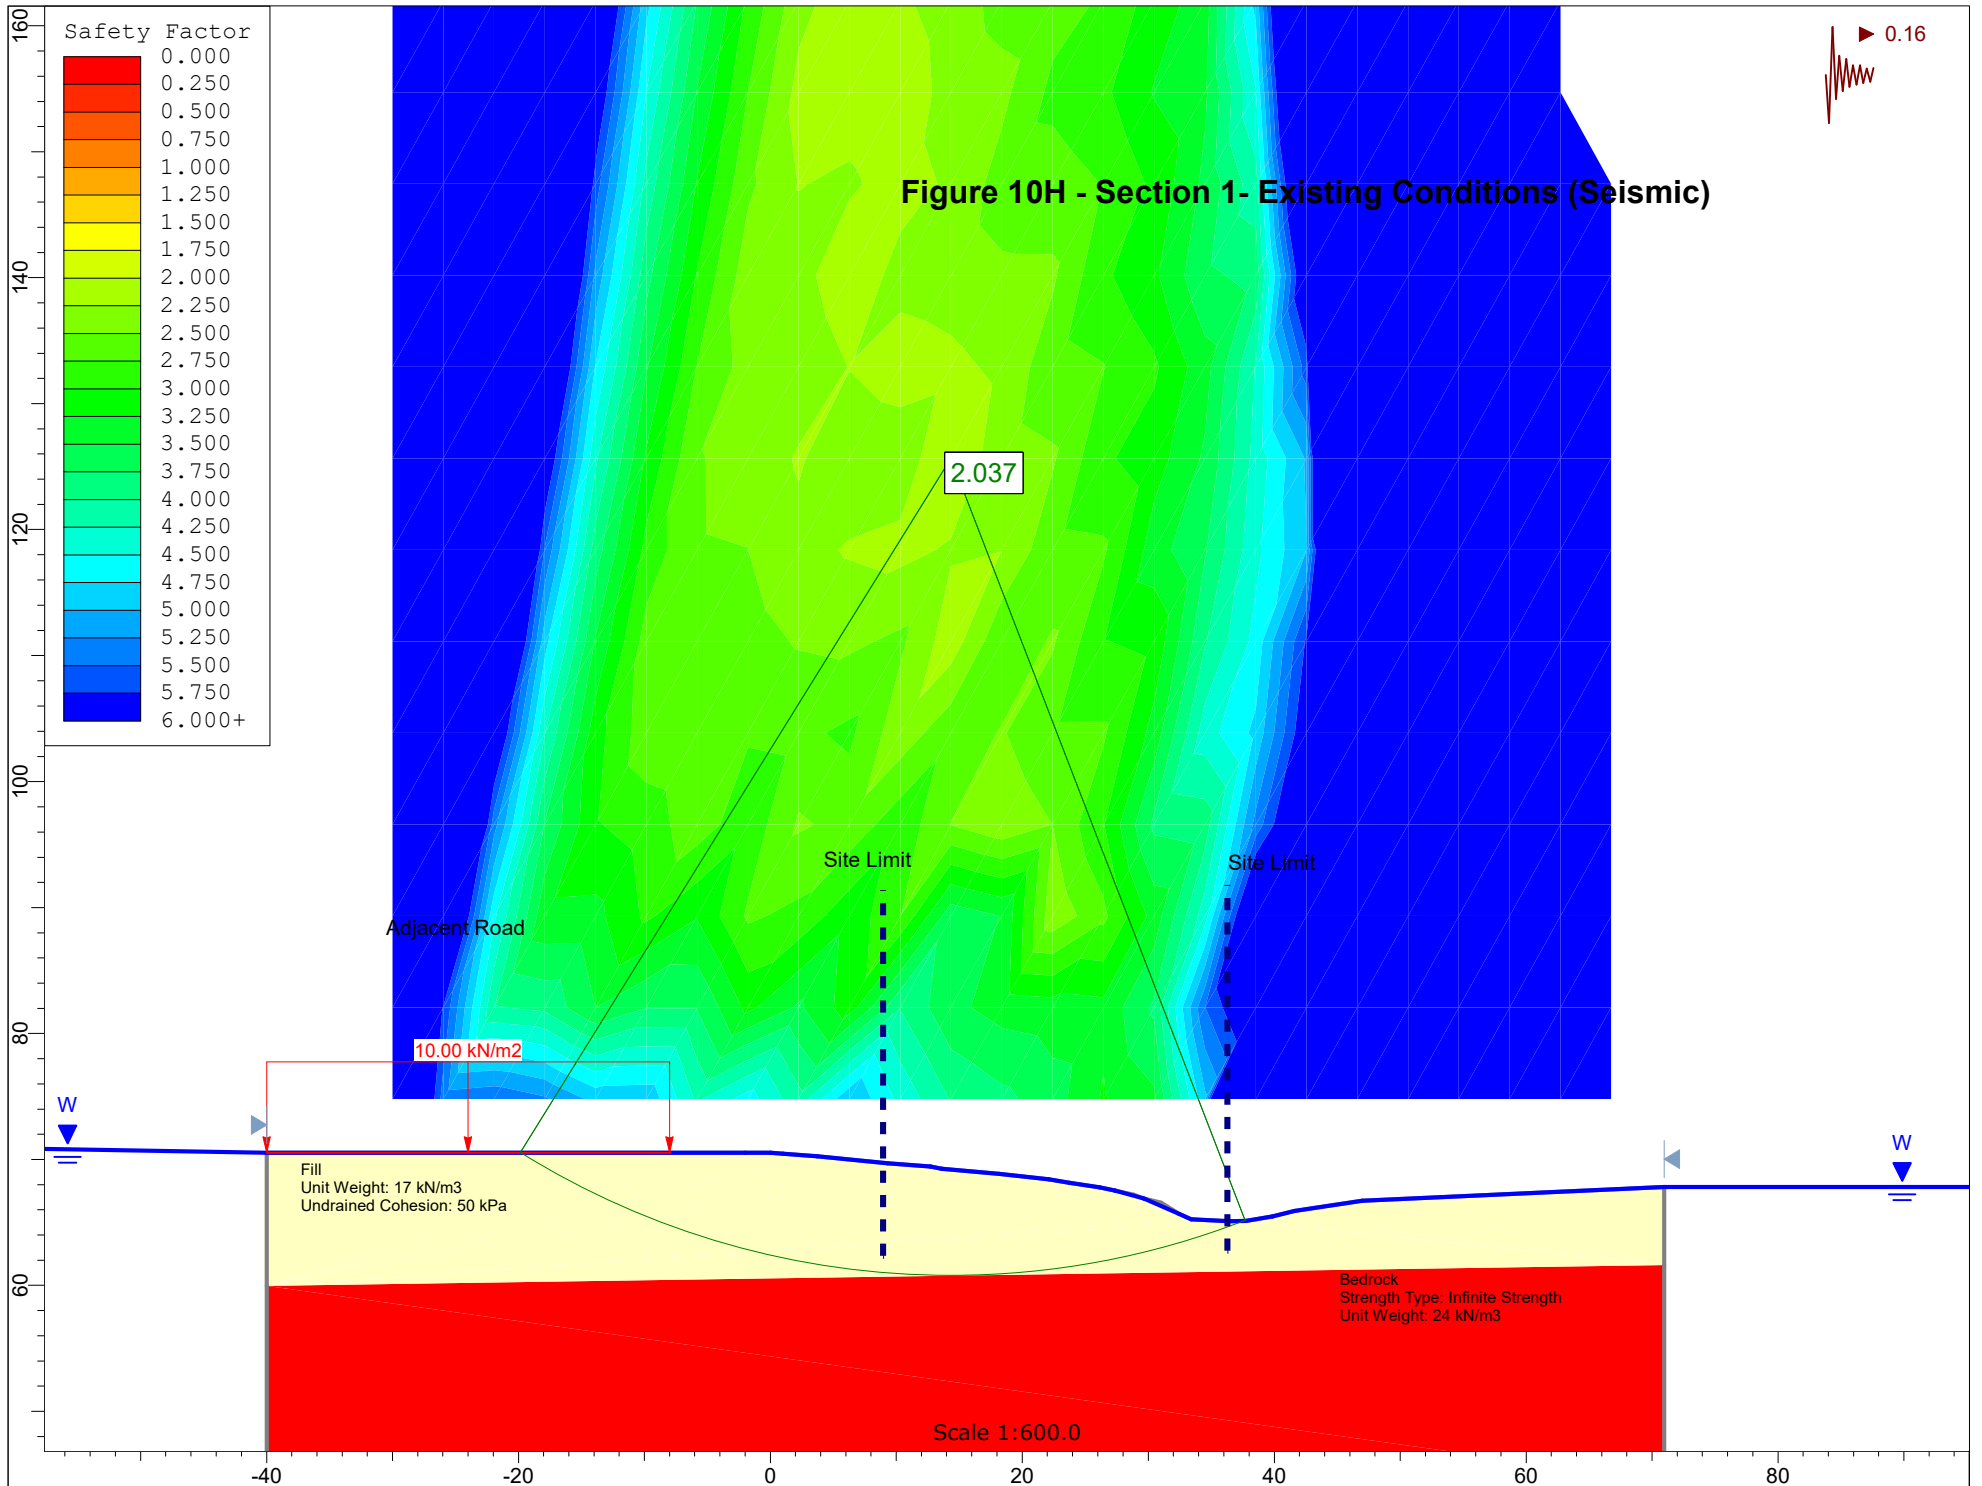 Safety Factor
0.000
0.250
0.500
0.750
1.000
1.250
1.500
1.750
2.000
2.250
2.500
2.750
3.000
3.250
3.500
3.750
4.000
4.250
4.500
4.750
5.000
5.250
5.500
5.750
6.000+
0.16
Figure 10H - Section 1- Existing Conditions (Seismic)
2.037
Site Limit
Site Limit
Adjacent Road
10.00 kN/m2
W
W
Fill
Unit Weight: 17 kN/m3
Undrained Cohesion: 50 kPa
Bedrock
Strength Type: Infinite Strength
Unit Weight: 24 kN/m3
Scale 1:600.0
160
140
120
100
80
60
-40
-20
0
20
40
60
80